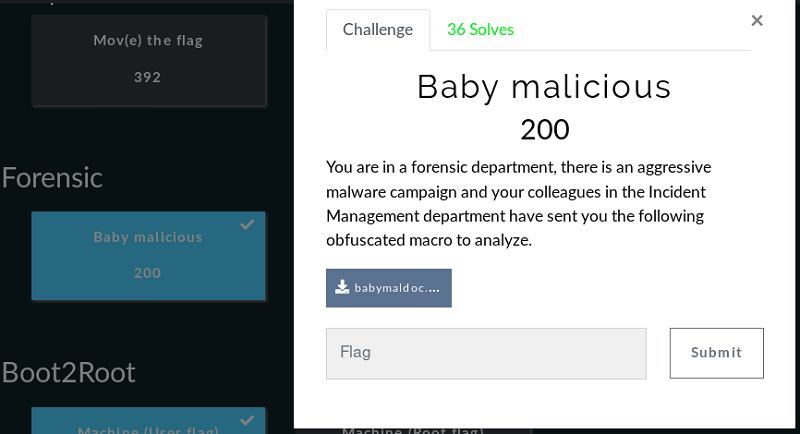 Mov(e) the flag
392
Forensic
Baby malicious
200
Boot2Root
Machine (User flag)
Machine (Root flag)
Challenge
36 Solves
×
Baby malicious
200
You are in a forensic department, there is an aggressive
malware campaign and your colleagues in the Incident
Management department have sent you the following
obfuscated macro to analyze.
babymaldoc....
Flag
Submit